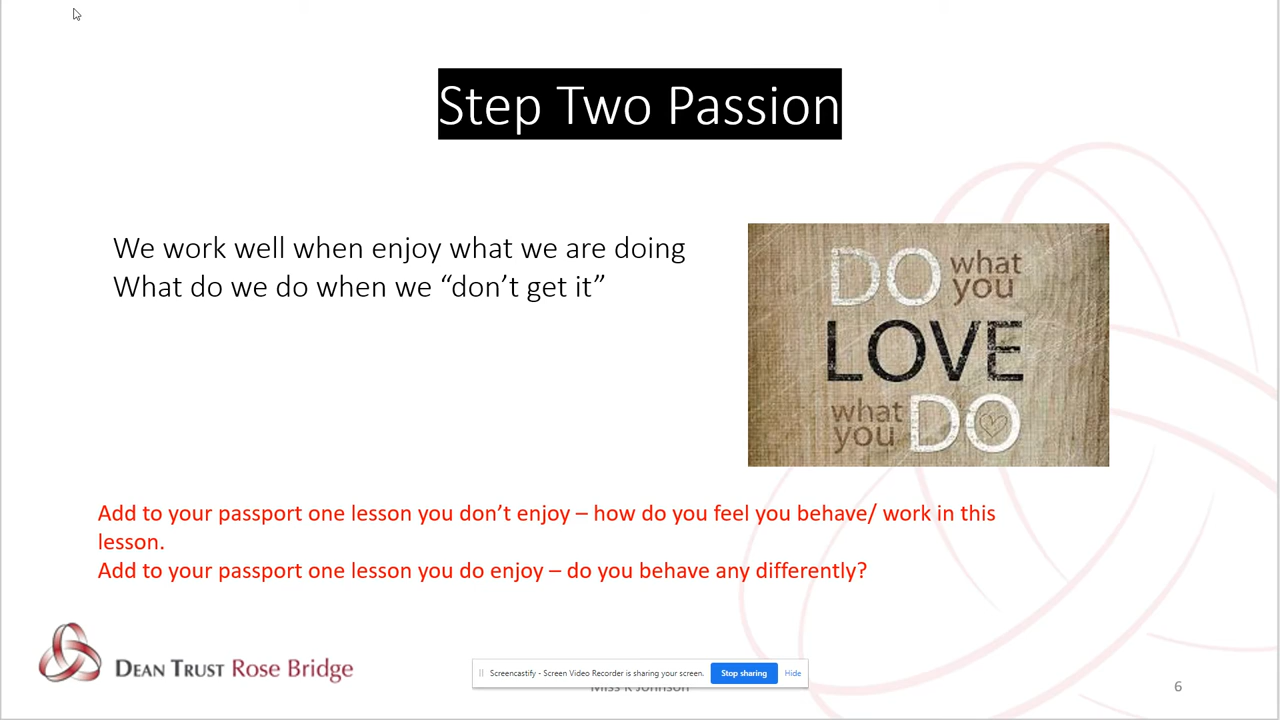 Step Two Passion
We work well when enjoy what we are doing
What do we do when we “don’t get it”
DO what
you
LOVE
what
you DO
Add to your passport one lesson you don’t enjoy – how do you feel you behave/ work in this
lesson.
Add to your passport one lesson you do enjoy – do you behave any differently?
DEAN TRUST Rose Bridge
Screencastify - Screen Video Recorder is sharing your screen.
Stop sharing
Hide
Miss R Johnson
6